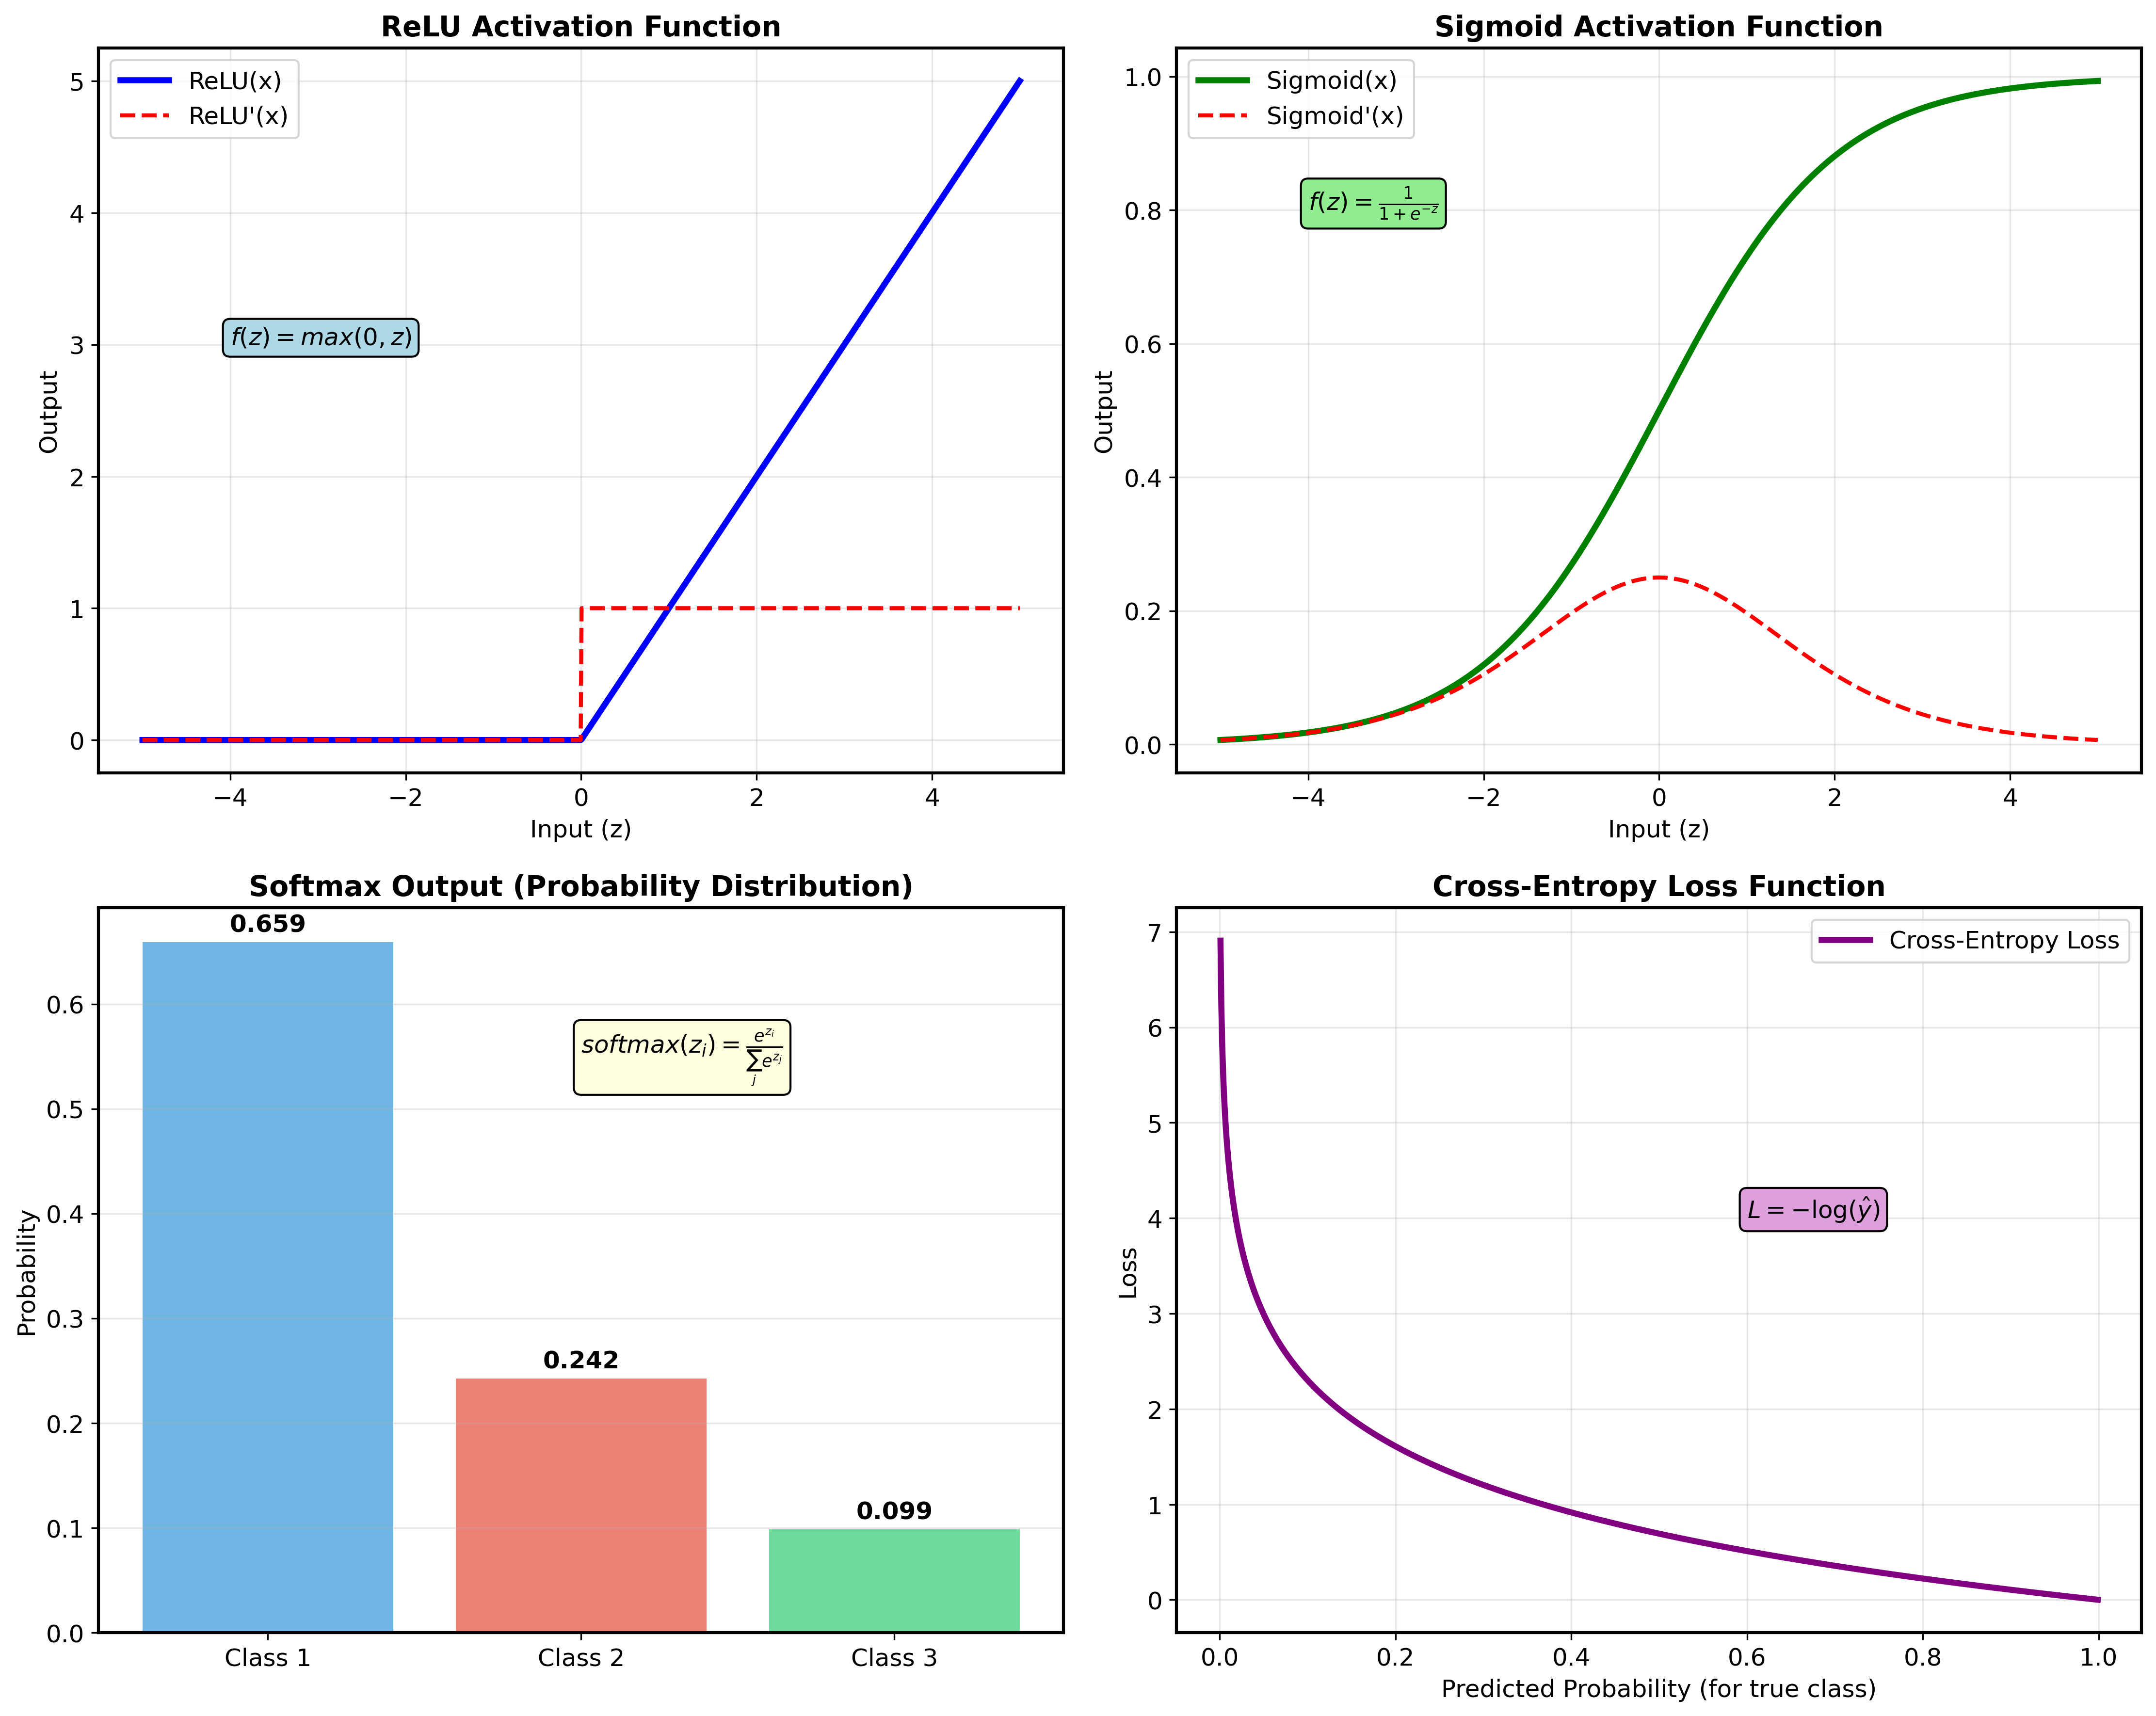 ReLU Activation Function
ReLU(x)
ReLU'(x)
f(z) = max(0, z)
Output
5
4
3
2
1
0
−4 −2 0 2 4
Input (z)
Sigmoid Activation Function
Sigmoid(x)
Sigmoid'(x)
f(z) = \frac{1}{1 + e^{−z}}
Output
1.0
0.8
0.6
0.4
0.2
0.0
−4 −2 0 2 4
Input (z)
Softmax Output (Probability Distribution)
0.659
0.242
0.099
softmax(z_i) = \frac{e^{z_i}}{\sum_j e^{z_j}}
Probability
0.6
0.5
0.4
0.3
0.2
0.1
0.0
Class 1 Class 2 Class 3
Cross-Entropy Loss Function
Cross-Entropy Loss
L = −log(ŷ)
Loss
7
6
5
4
3
2
1
0
0.0 0.2 0.4 0.6 0.8 1.0
Predicted Probability (for true class)